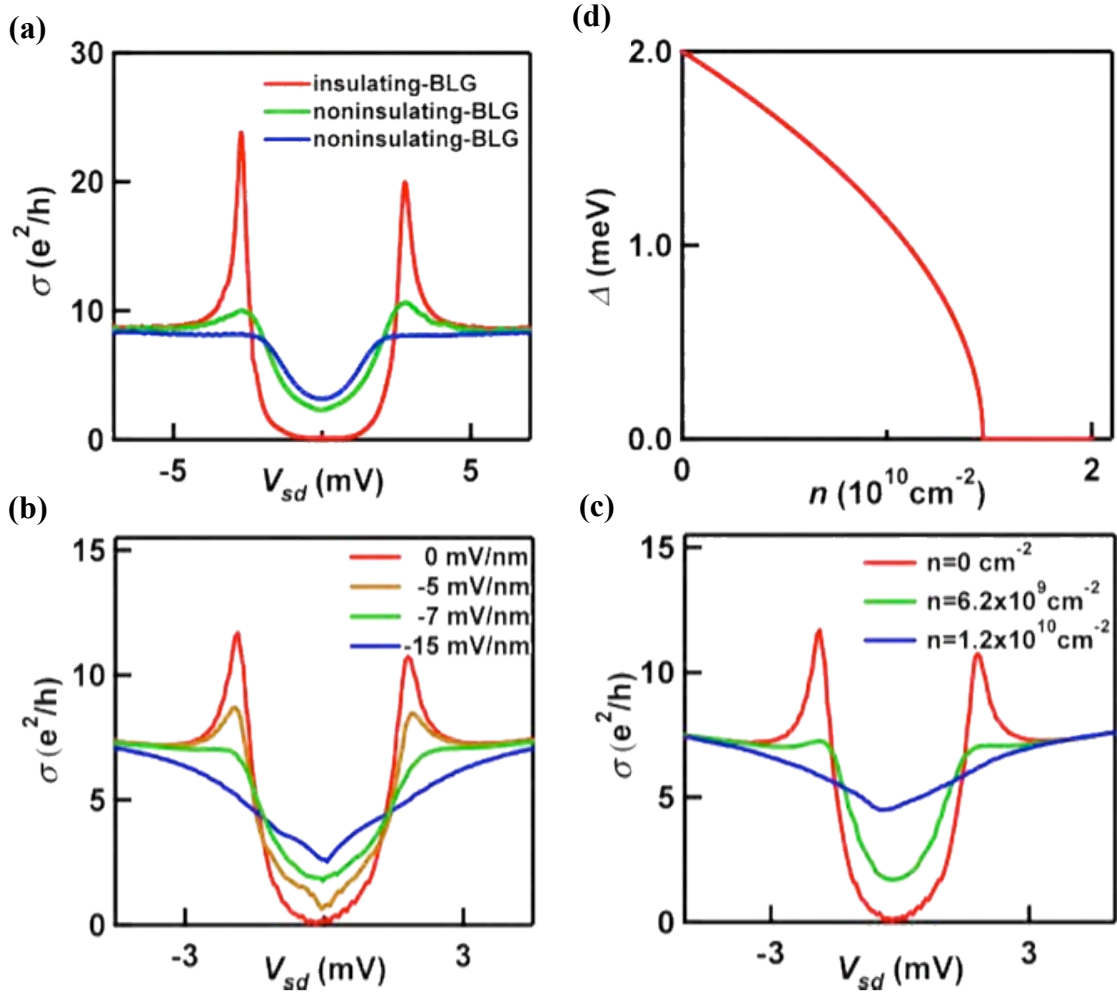 (a)
30
20
10
0
σ (e²/h)
insulating-BLG
noninsulating-BLG
noninsulating-BLG
-5
5
V_sd (mV)
(d)
2.0
1.0
0.0
Δ (meV)
0
1
2
n (10¹⁰cm⁻²)
(b)
15
10
5
0
σ (e²/h)
0 mV/nm
-5 mV/nm
-7 mV/nm
-15 mV/nm
-3
3
V_sd (mV)
(c)
15
10
5
0
σ (e²/h)
n=0 cm⁻²
n=6.2x10⁹cm⁻²
n=1.2x10¹⁰cm⁻²
-3
3
V_sd (mV)